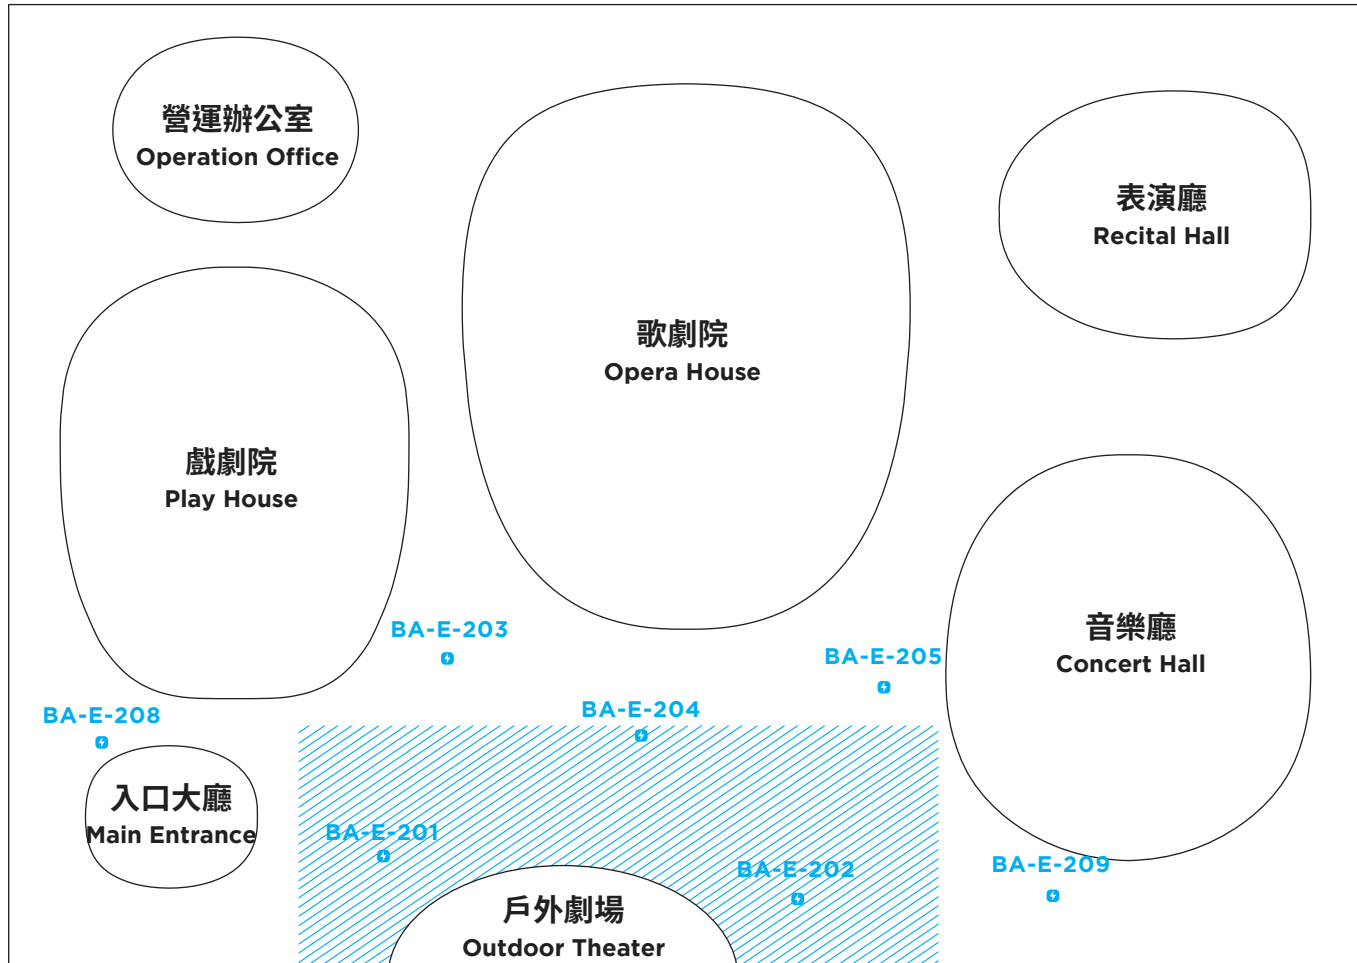 營運辦公室
Operation Office
表演廳
Recital Hall
歌劇院
Opera House
戲劇院
Play House
BA-E-203
音樂廳
Concert Hall
BA-E-205
BA-E-208
BA-E-204
入口大廳
Main Entrance
BA-E-201
BA-E-202
BA-E-209
戶外劇場
Outdoor Theater